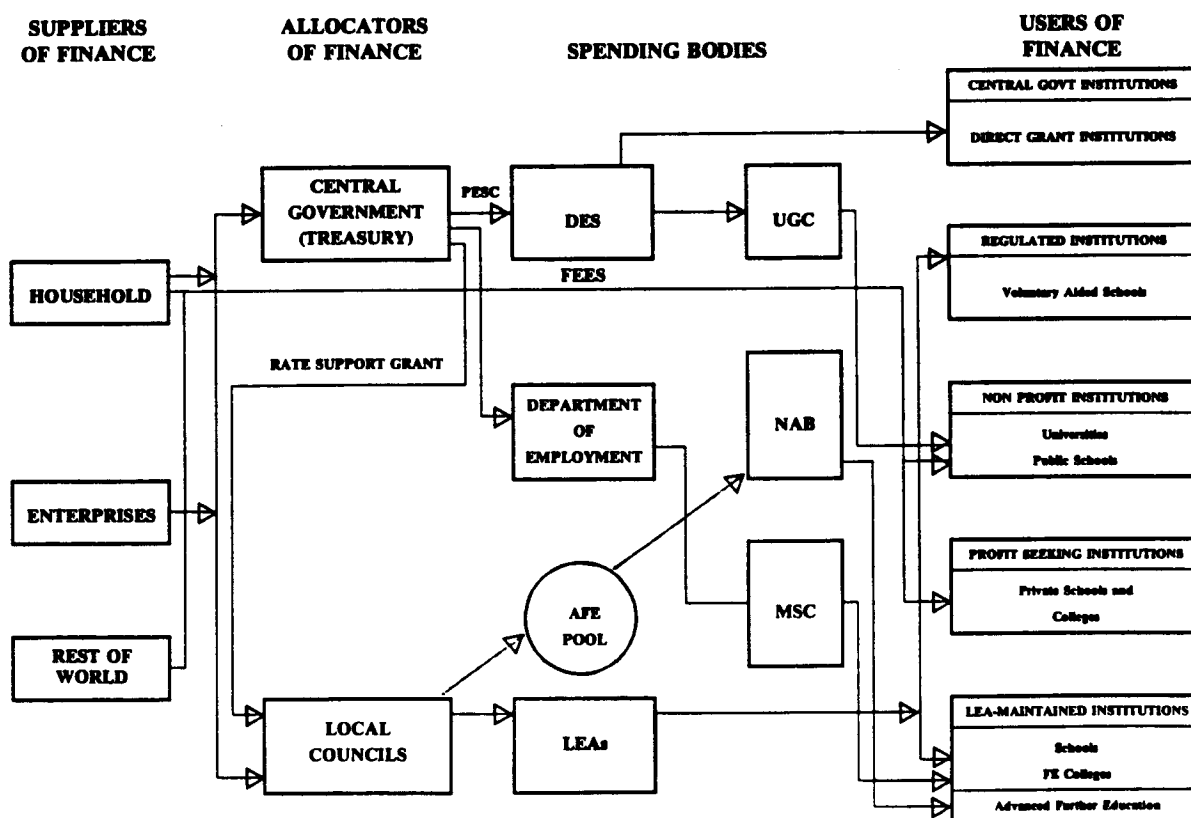 SUPPLIERS
OF FINANCE
ALLOCATORS
OF FINANCE
SPENDING BODIES
USERS OF
FINANCE
CENTRAL GOVT INSTITUTIONS
DIRECT GRANT INSTITUTIONS
CENTRAL
GOVERNMENT
(TREASURY)
PESC
DES
UGC
REGULATED INSTITUTIONS
Voluntary Aided Schools
HOUSEHOLD
FEES
RATE SUPPORT GRANT
DEPARTMENT
OF
EMPLOYMENT
NAB
NON PROFIT INSTITUTIONS
Universities
Public Schools
ENTERPRISES
PROFIT SEEKING INSTITUTIONS
Private Schools and
Colleges
AFE
POOL
MSC
REST OF
WORLD
LOCAL
COUNCILS
LEAs
LEA-MAINTAINED INSTITUTIONS
Schools
FE Colleges
Advanced Further Education